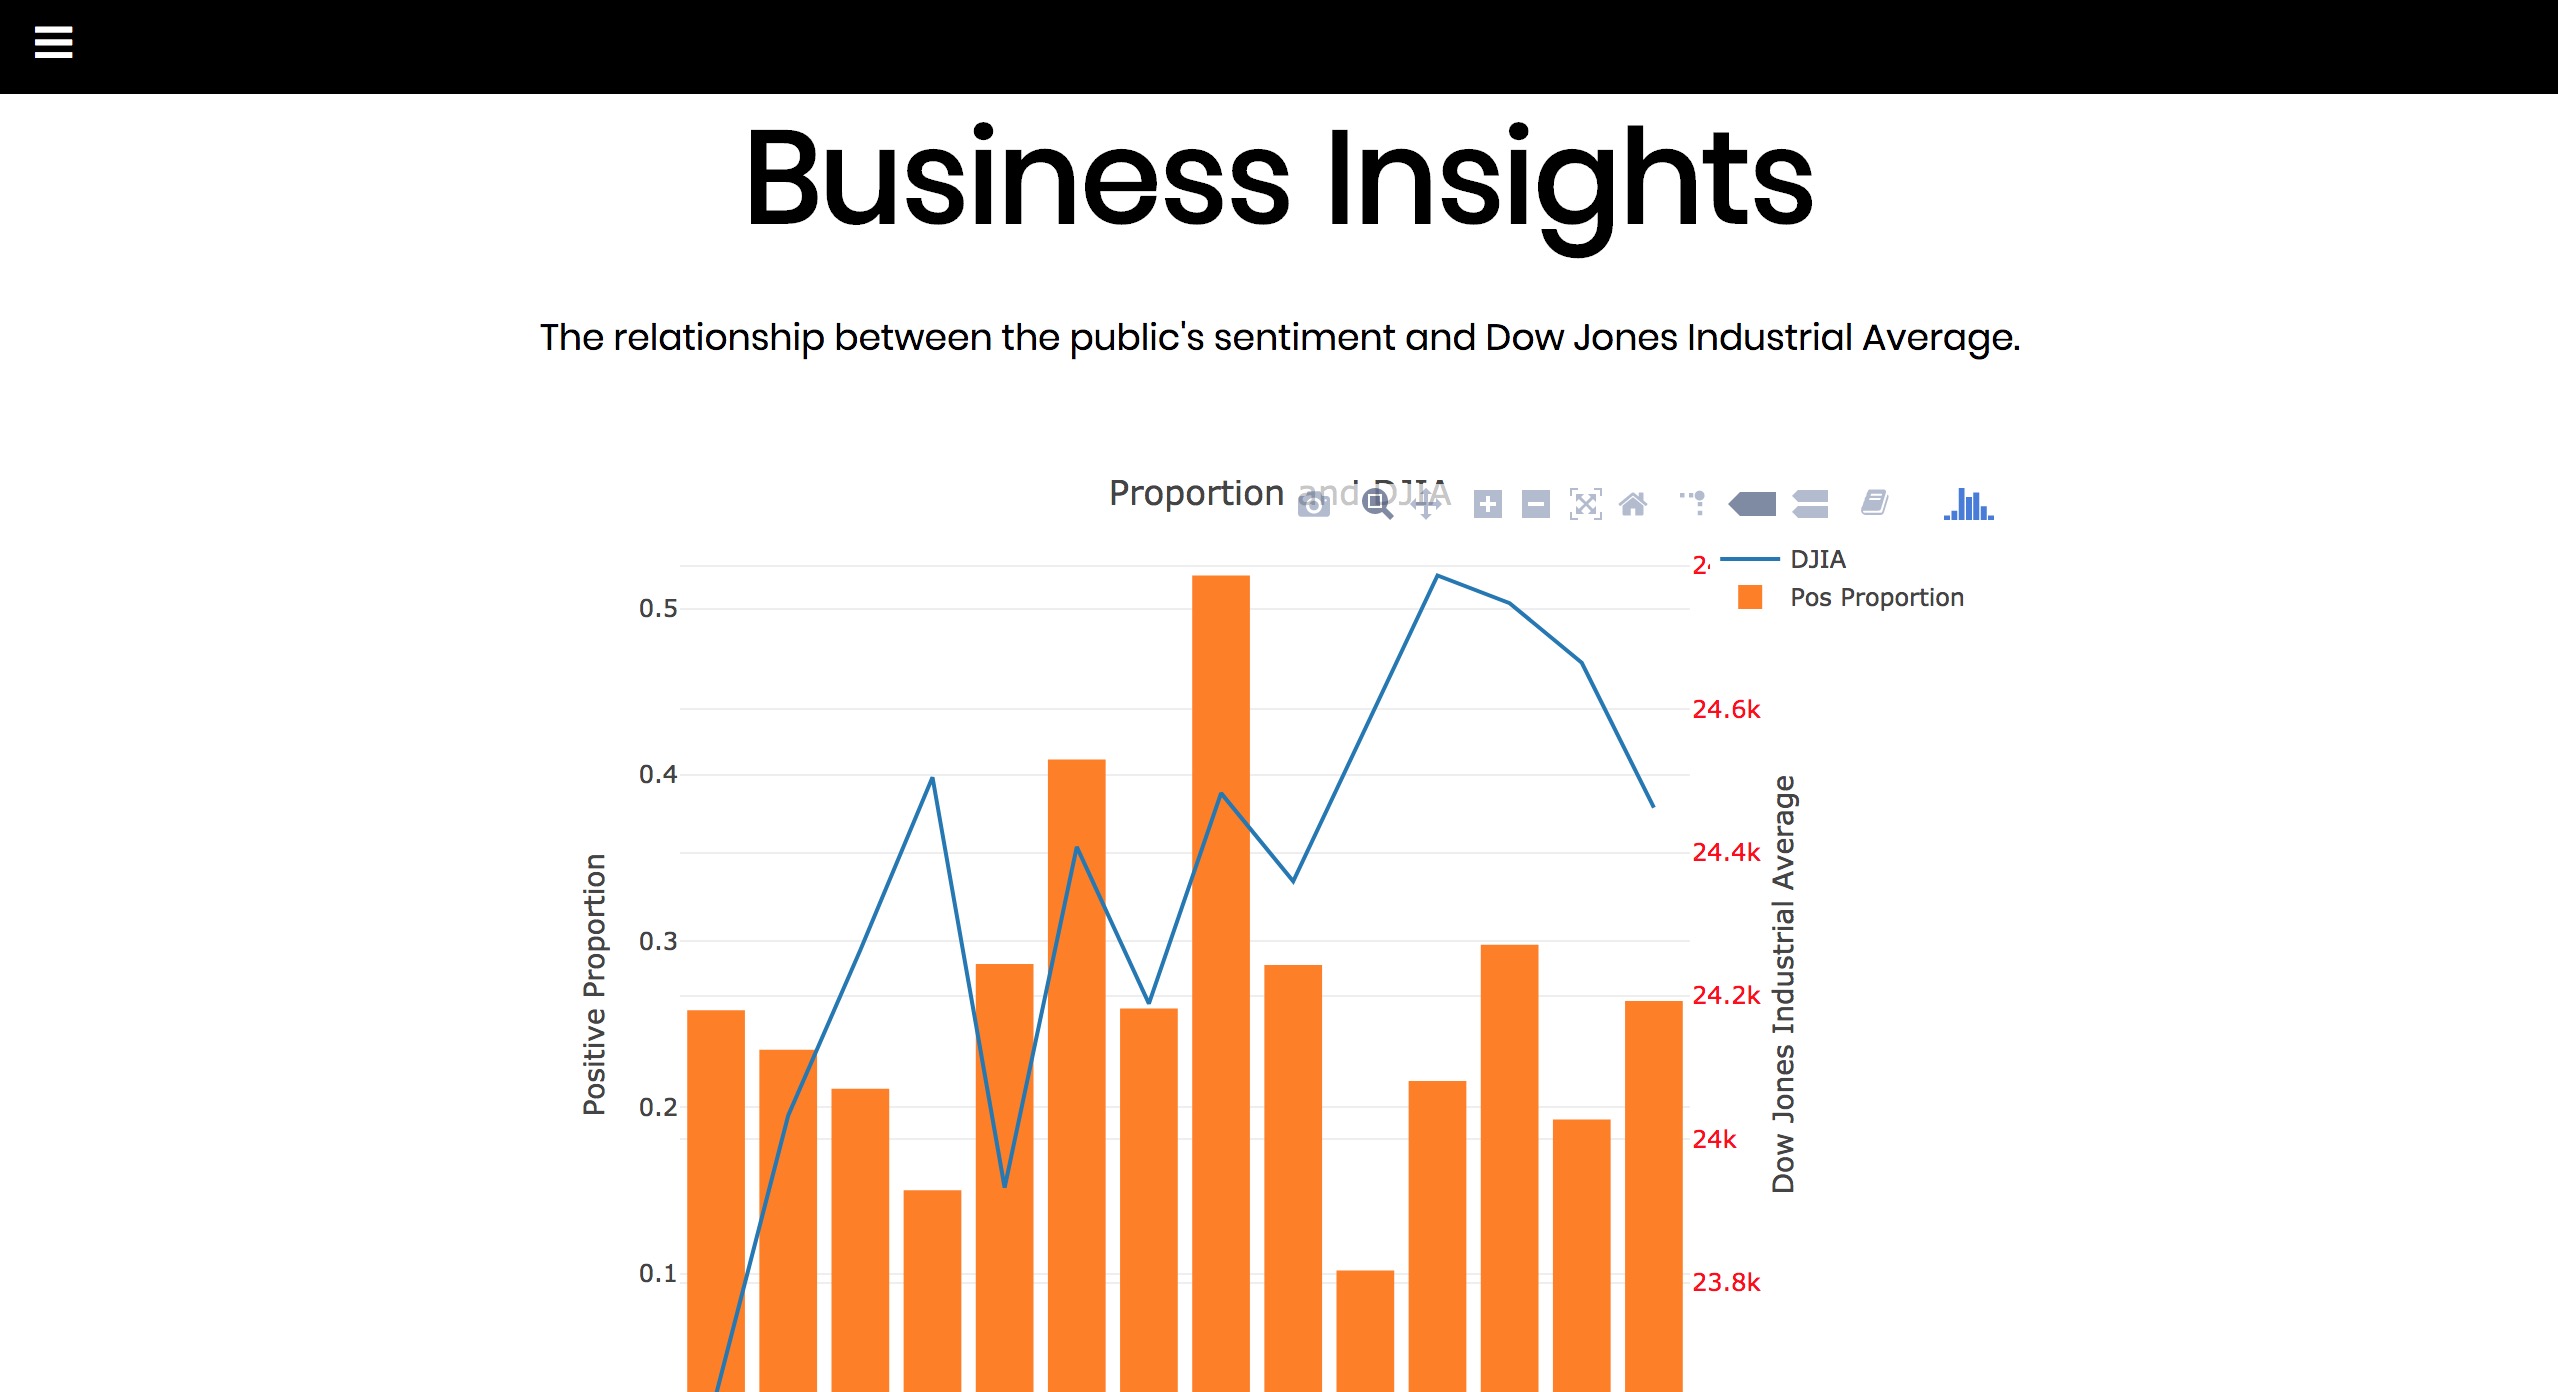 Business Insights
The relationship between the public's sentiment and Dow Jones Industrial Average.
Proportion and DJIA
DJIA
Pos Proportion
0.5
0.4
0.3
0.2
0.1
Positive Proportion
24.6k
24.4k
24.2k
24k
23.8k
Dow Jones Industrial Average